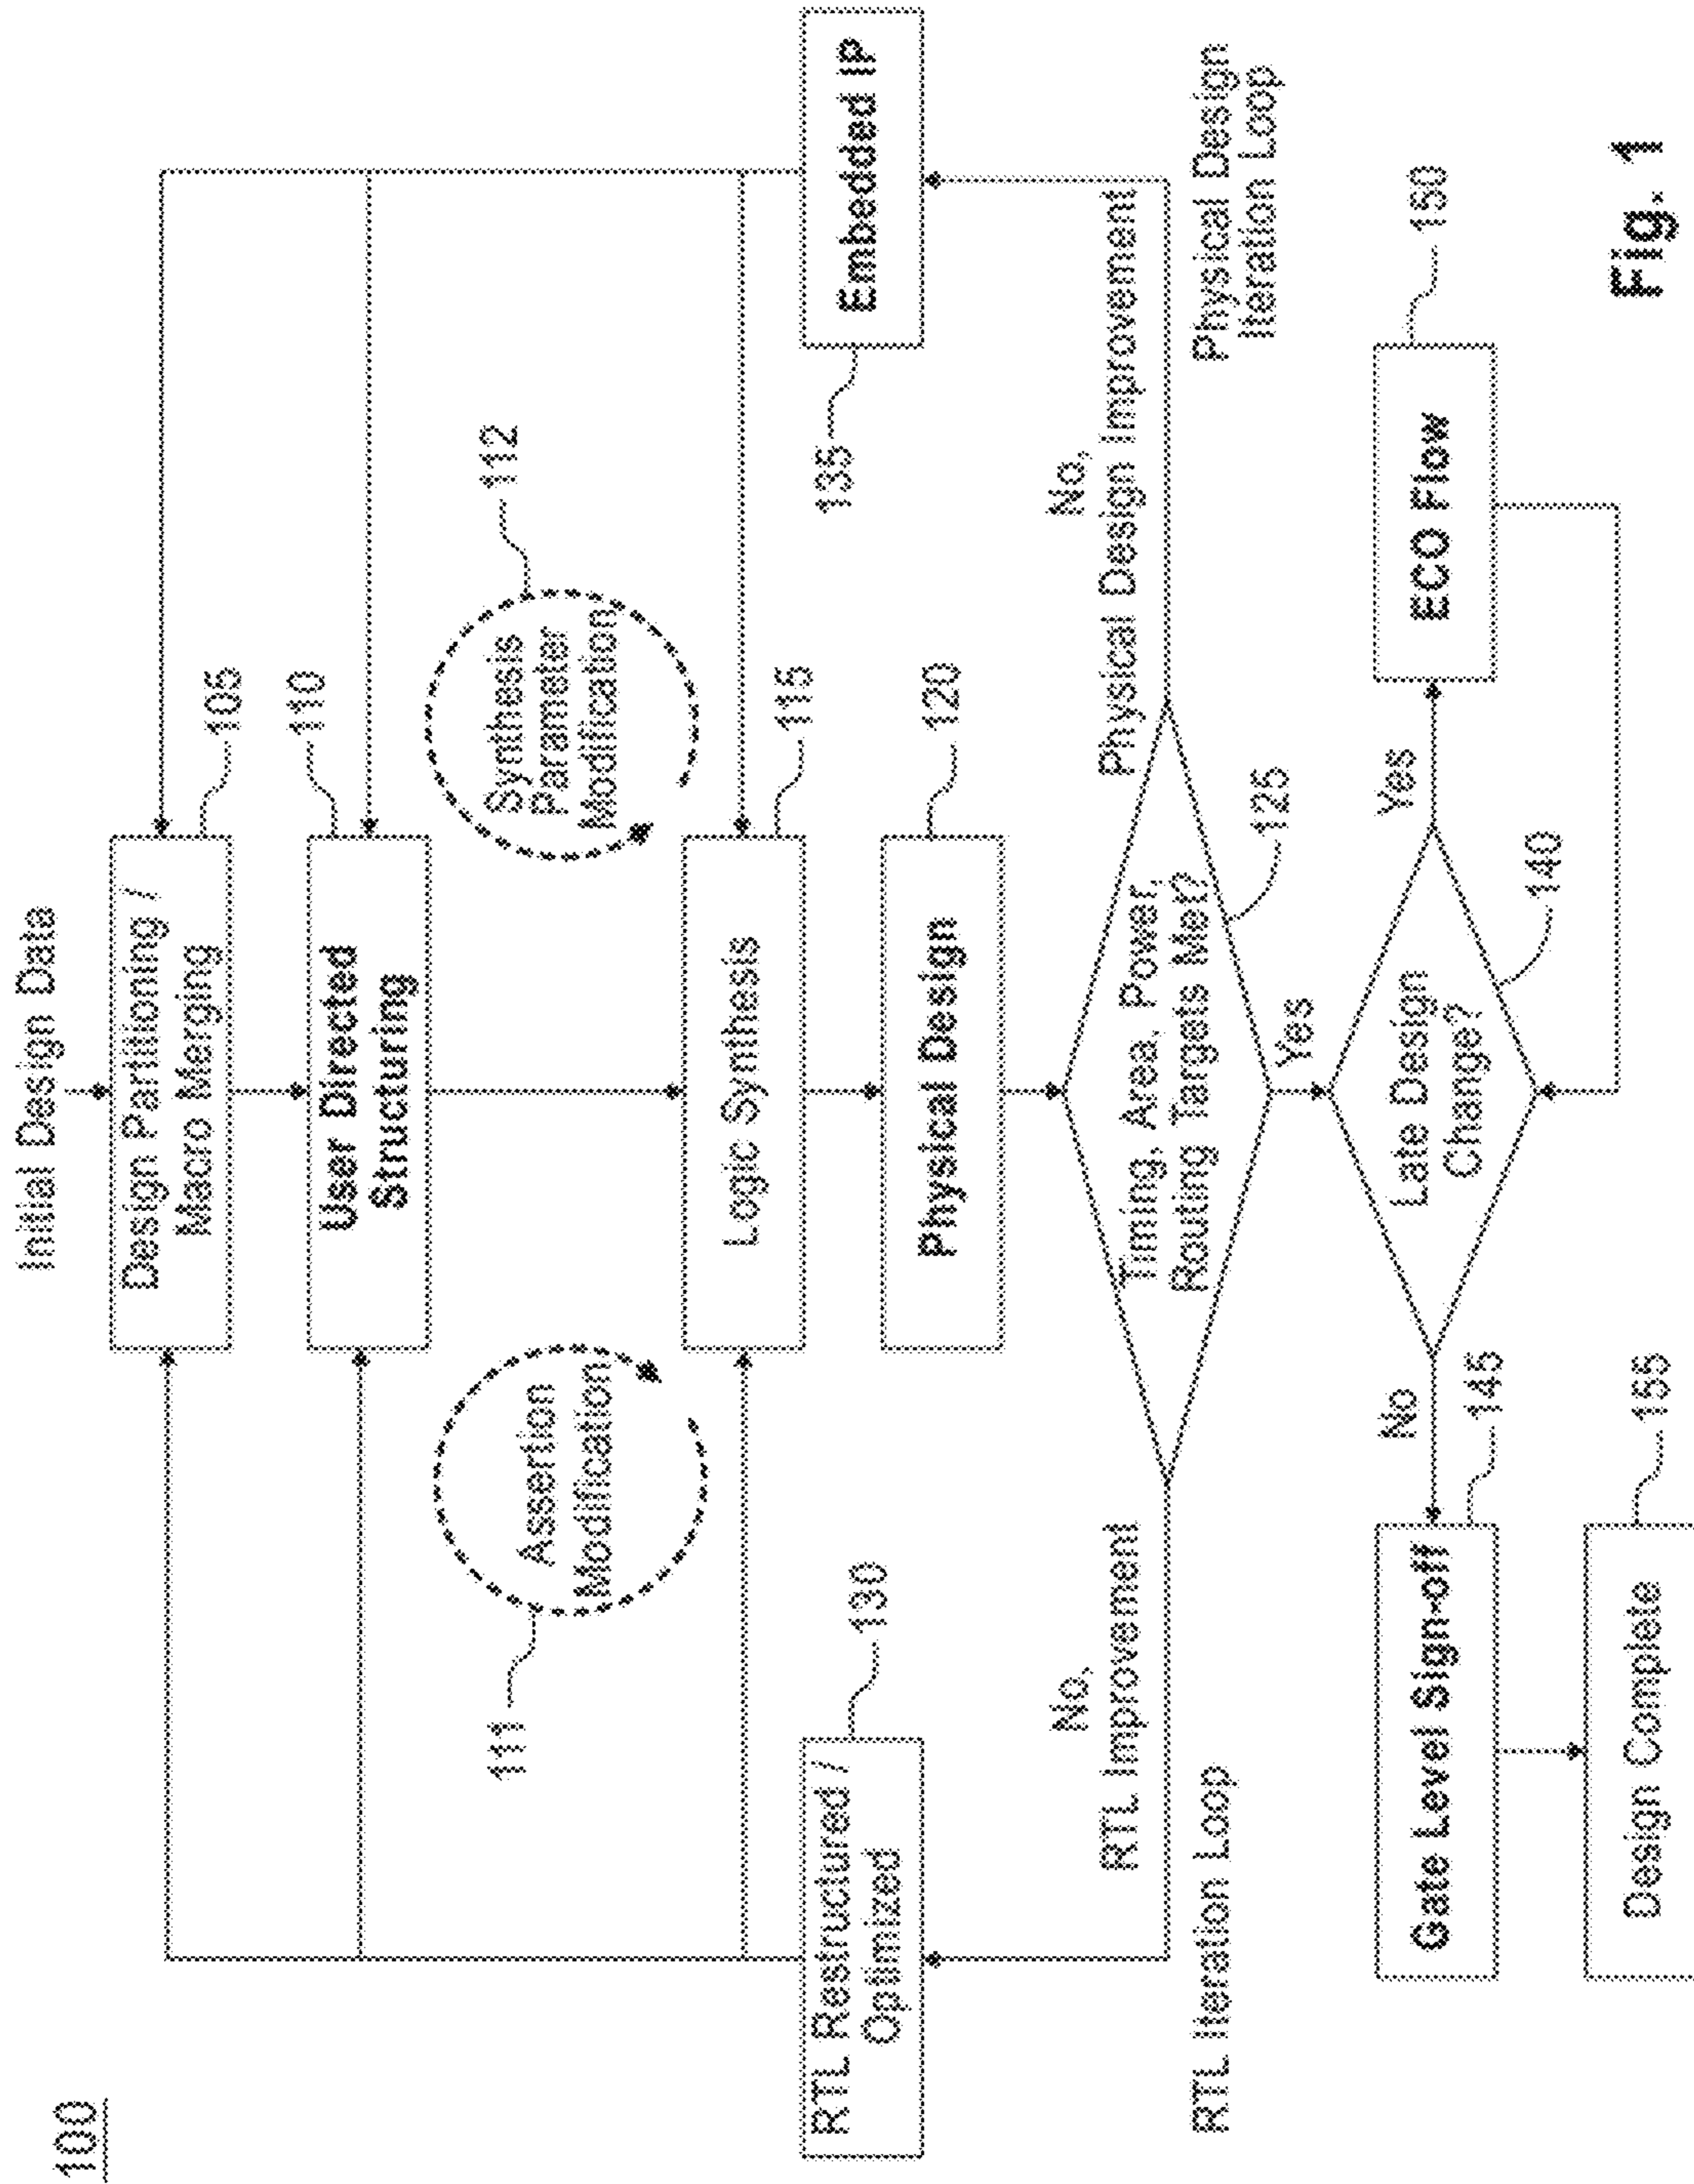 100
Initial Design Date
Design Partitioning /
Macro Merging
105
110
User Directed
Structuring
111
Assertion
Modification
Synthesis
Parameter
Modification
112
Logic Synthesis
115
RTL Restructured /
Optimized
130
135
Embedded IP
Physical Design
120
No,
RTL Improvement
RTL Iteration Loop
Timing, Area, Power,
Routing Targets Met?
125
No,
Physical Design Improvement
Physical Design
Iteration Loop
Yes
Late Design
Change?
140
No
Yes
Gate Level Sign-off
145
ECO Flow
150
Design Complete
155
Fig. 1